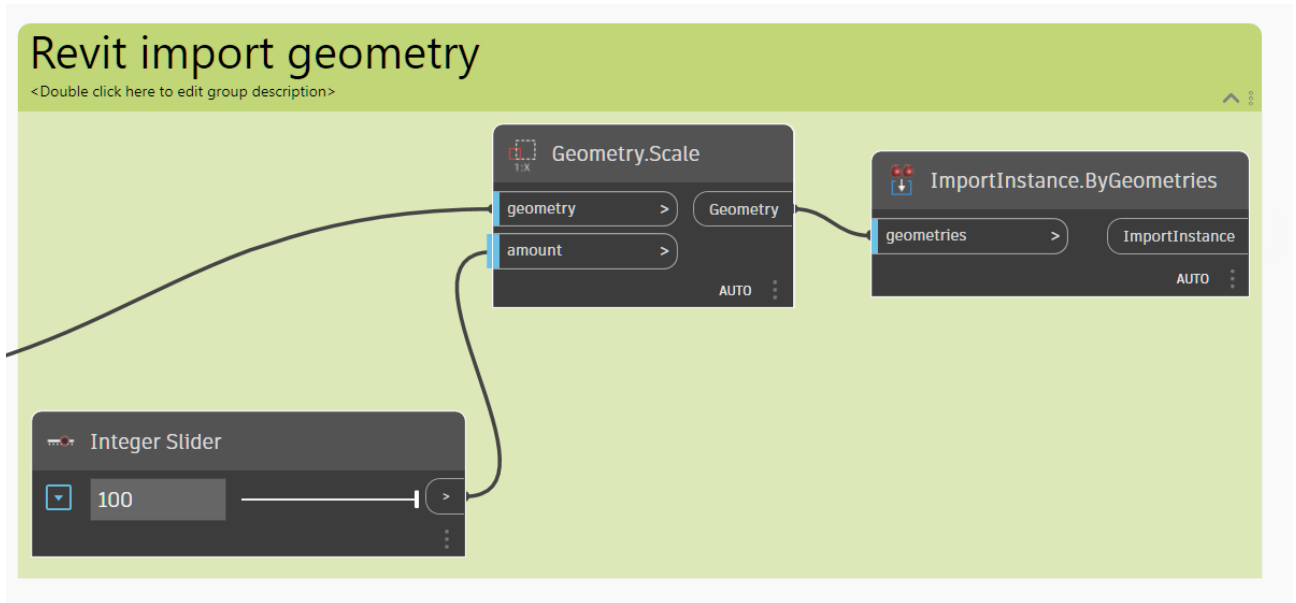 Revit import geometry
<Double click here to edit group description>
1:X
Geometry.Scale
geometry > Geometry
amount >
AUTO
ImportInstance.ByGeometries
geometries > ImportInstance
AUTO
Integer Slider
100 >